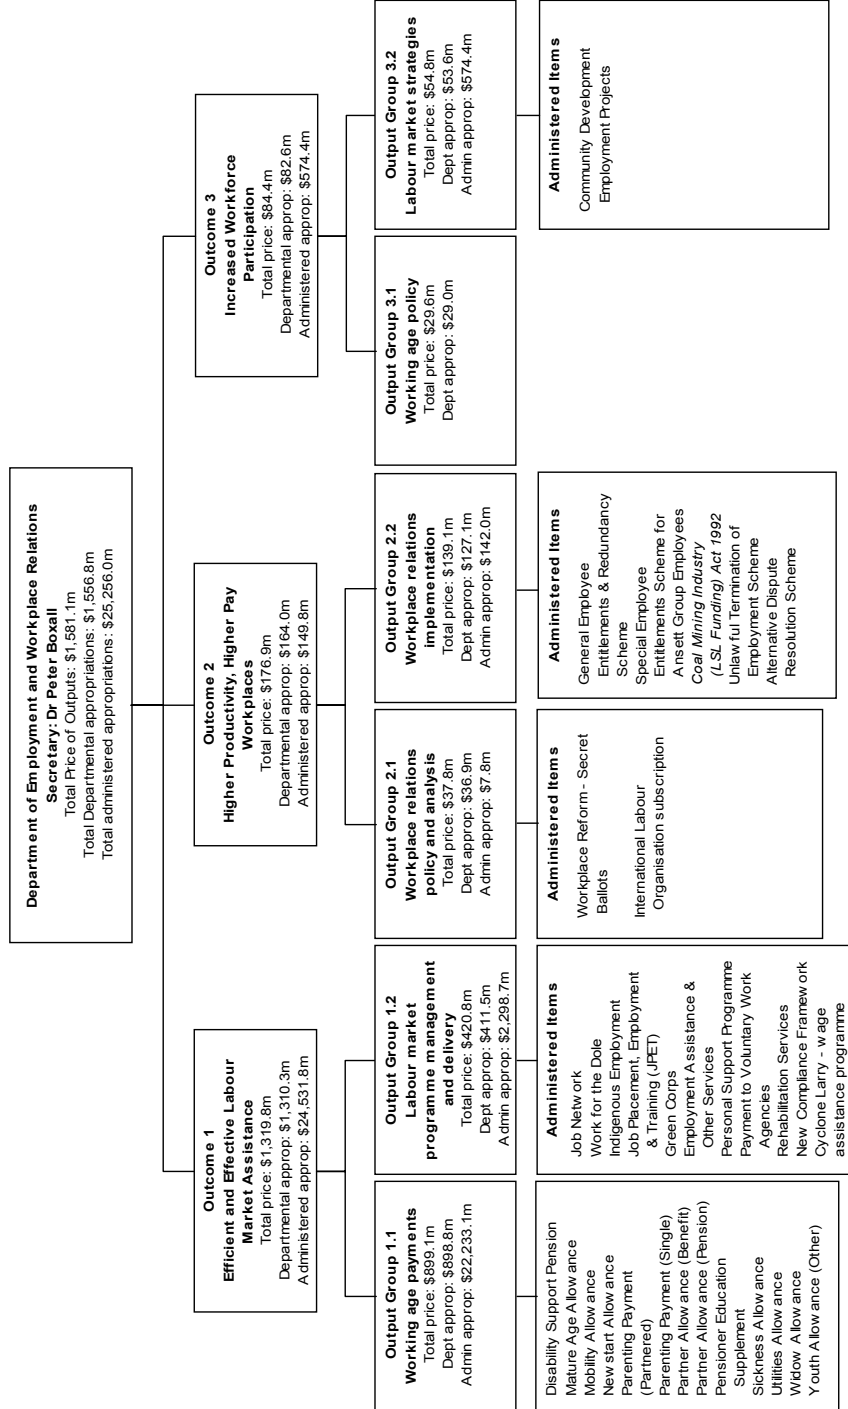 Department of Employment and Workplace Relations
Secretary: Dr Peter Boxall
Total Price of Outputs: $1,581.1m
Total Departmental appropriations: $1,556.8m
Total administered appropriations: $25,256.0m
Outcome 1
Efficient and Effective Labour
Market Assistance
Total price: $1,319.8m
Departmental approp: $1,310.3m
Administered approp: $24,531.8m
Outcome 2
Higher Productivity, Higher Pay
Workplaces
Total price: $176.9m
Departmental approp: $164.0m
Administered approp: $149.8m
Outcome 3
Increased Workforce
Participation
Total price: $84.4m
Departmental approp: $82.6m
Administered approp: $574.4m
Output Group 1.1
Working age payments
Total price: $899.1m
Dept approp: $898.8m
Admin approp: $22,233.1m
Output Group 1.2
Labour market
programme management
and delivery
Total price: $420.8m
Dept approp: $411.5m
Admin approp: $2,298.7m
Output Group 2.1
Workplace relations
policy and analysis
Total price: $37.8m
Dept approp: $36.9m
Admin approp: $7.8m
Output Group 2.2
Workplace relations
implementation
Total price: $139.1m
Dept approp: $127.1m
Admin approp: $142.0m
Output Group 3.1
Working age policy
Total price: $29.6m
Dept approp: $29.0m
Output Group 3.2
Labour market strategies
Total price: $54.8m
Dept approp: $53.6m
Admin approp: $574.4m
Disability Support Pension
Mature Age Allowance
Mobility Allowance
Newstart Allowance
Parenting Payment
(Partnered)
Parenting Payment (Single)
Partner Allowance (Benefit)
Partner Allowance (Pension)
Pensioner Education
Supplement
Sickness Allowance
Utilities Allowance
Widow Allowance
Youth Allowance (Other)
Administered Items
Job Network
Work for the Dole
Indigenous Employment
Job Placement, Employment
& Training (JPET)
Green Corps
Employment Assistance &
Other Services
Personal Support Programme
Payment to Voluntary Work
Agencies
Rehabilitation Services
New Compliance Framework
Cyclone Larry - wage
assistance programme
Administered Items
Workplace Reform - Secret
Ballots
International Labour
Organisation subscription
Administered Items
General Employee
Entitlements & Redundancy
Scheme
Special Employee
Entitlements Scheme for
Ansett Group Employees
Coal Mining Industry
(LSL Funding) Act 1992
Unlawful Termination of
Employment Scheme
Alternative Dispute
Resolution Scheme
Administered Items
Community Development
Employment Projects